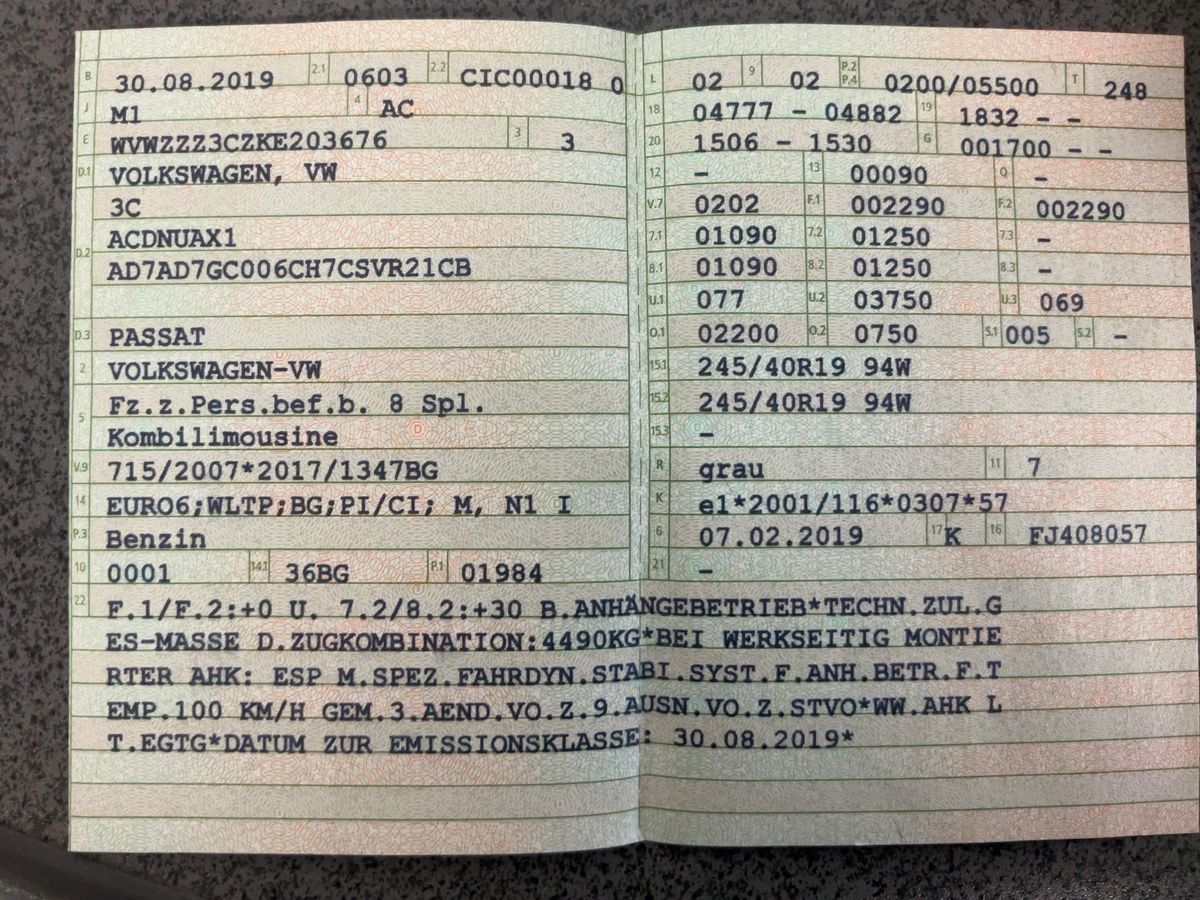 B 30.08.2019 2.1 0603 2.2 CIC00018 0
J M1 4 AC
E WVWZZZ3CZKE203676 3 3
D.1 VOLKSWAGEN, VW
3C
D.2 ACDNUAX1
AD7AD7GC006CH7CSVR21CB
D.3 PASSAT
2 VOLKSWAGEN-VW
5 Fz.z.Pers.bef.b. 8 Spl.
Kombilimousine
V.9 715/2007*2017/1347BG
14 EURO6;WLTP;BG;PI/CI; M, N1 I
P.3 Benzin
10 0001 14.1 36BG P.1 01984
L 02 9 02 P.2 P.4 0200/05500 T 248
18 04777 - 04882 19 1832 - -
20 1506 - 1530 G 001700 - -
12 - 13 00090 Q -
V.7 0202 F.1 002290 F.2 002290
7.1 01090 7.2 01250 7.3 -
8.1 01090 8.2 01250 8.3 -
U.1 077 U.2 03750 U.3 069
O.1 02200 O.2 0750 S.1 005 S.2 -
15.1 245/40R19 94W
15.2 245/40R19 94W
15.3 -
R grau 11 7
K e1*2001/116*0307*57
6 07.02.2019 17 K 16 FJ408057
21 -
22 F.1/F.2:+0 U. 7.2/8.2:+30 B.ANHÄNGEBETRIEB*TECHN.ZUL.G
ES-MASSE D.ZUGKOMBINATION:4490KG*BEI WERKSEITIG MONTIE
RTER AHK: ESP M.SPEZ.FAHRDYN.STABI.SYST.F.ANH.BETR.F.T
EMP.100 KM/H GEM.3.AEND.VO.Z.9.AUSN.VO.Z.STVO*WW.AHK L
T.EGTG*DATUM ZUR EMISSIONSKLASSE: 30.08.2019*